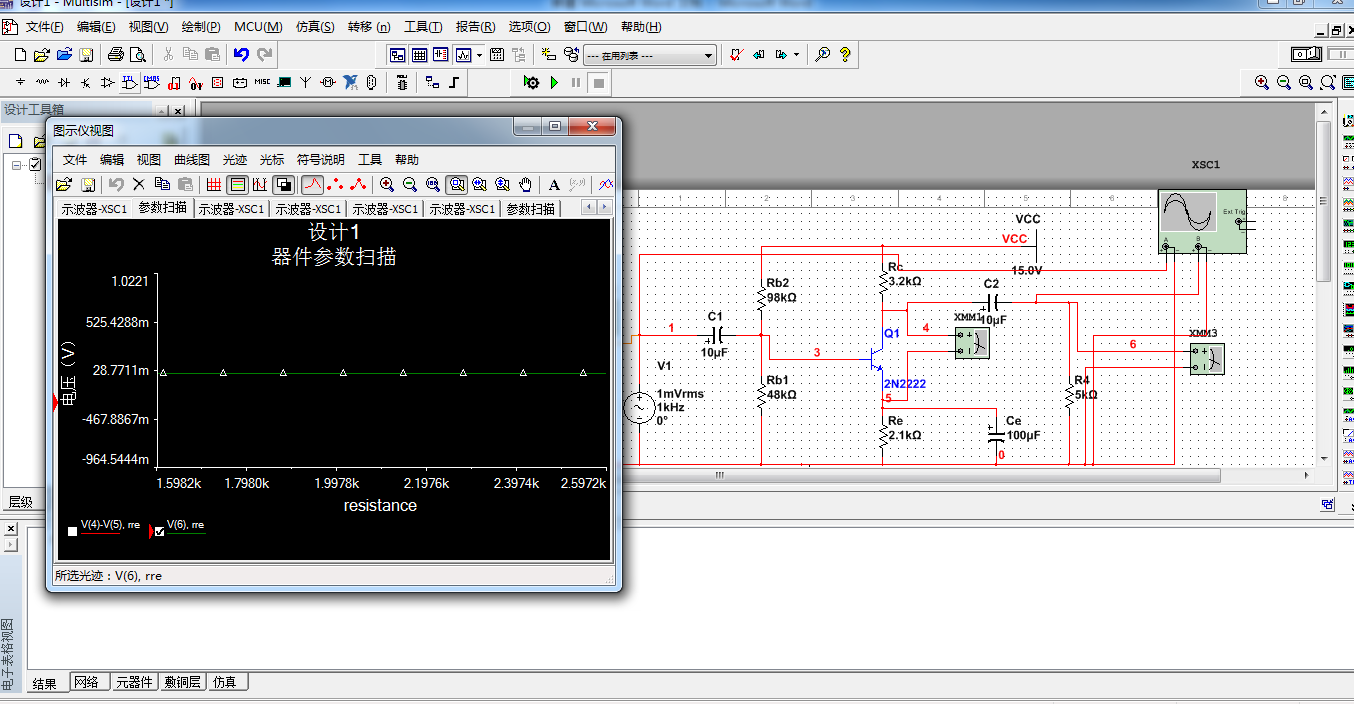 设计1 - Multisim - [设计1 *]
文件(F) 编辑(E) 视图(V) 绘制(P) MCU(M) 仿真(S) 转移(n) 工具(T) 报告(R) 选项(O) 窗口(W) 帮助(H)
--- 在用列表 ---
MISC
设计工具箱
层级
图示仪视图
文件 编辑 视图 曲线图 光迹 光标 符号说明 工具 帮助
A
示波器-XSC1 参数扫描 示波器-XSC1 示波器-XSC1 示波器-XSC1 示波器-XSC1 参数扫描
设计1
器件参数扫描
电压（V）
1.0221
525.4288m
28.7711m
-467.8867m
-964.5444m
1.5982k 1.7980k 1.9978k 2.1976k 2.3974k 2.5972k
resistance
V(4)-V(5), rre V(6), rre
所选光迹：V(6), rre
XSC1
Ext Trig
A B
VCC
VCC
15.0V
Rc
3.2kΩ
Rb2
98kΩ
C2
10μF
XMM1
C1
10μF
1
3
4
Q1
2N2222
5
6
XMM3
V1
1mVrms
1kHz
0°
Rb1
48kΩ
R4
5kΩ
Re
2.1kΩ
Ce
100μF
0
电子表格视图
结果 网络 元器件 敷铜层 仿真